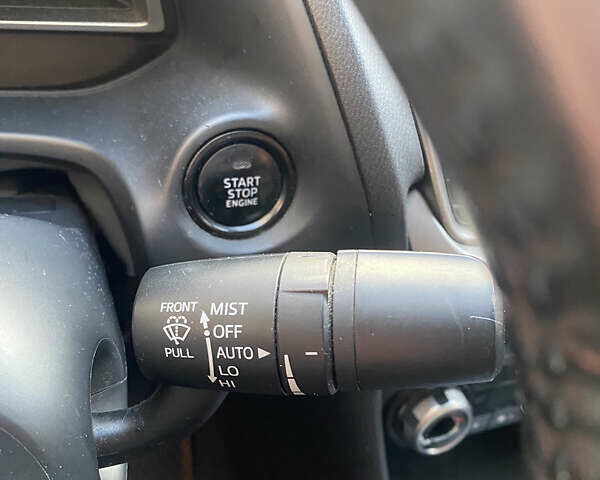 START
STOP
ENGINE
FRONT
PULL
MIST
OFF
AUTO
LO
HI